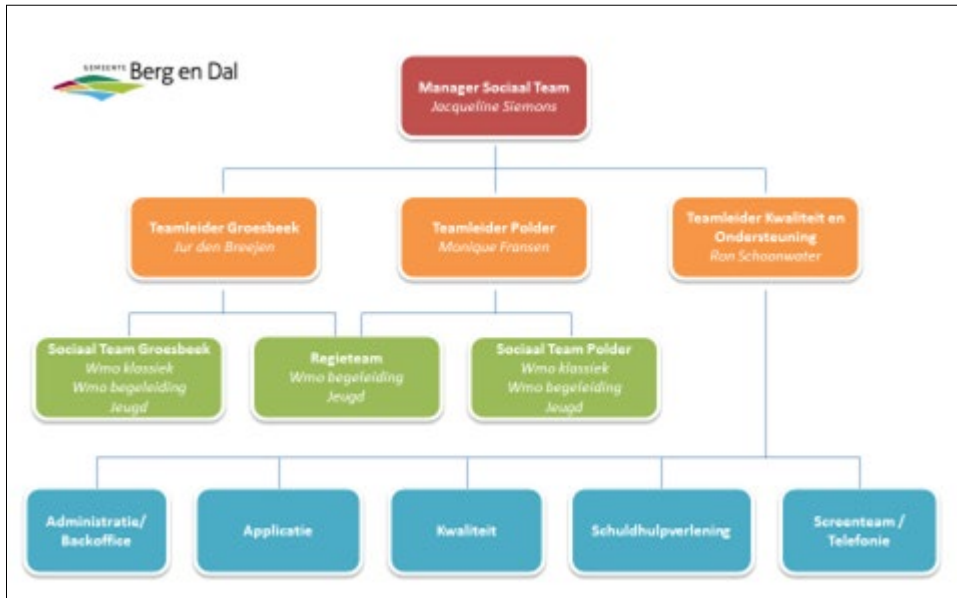 GEMEENTE
Berg en Dal
Manager Sociaal Team
Jacqueline Siemons
Teamleider Groesbeek
Jur den Breejen
Teamleider Polder
Monique Fransen
Teamleider Kwaliteit en
Ondersteuning
Ron Schoonwater
Sociaal Team Groesbeek
Wmo klassiek
Wmo begeleiding
Jeugd
Regieteam
Wmo begeleiding
Jeugd
Sociaal Team Polder
Wmo klassiek
Wmo begeleiding
Jeugd
Administratie/
Backoffice
Applicatie
Kwaliteit
Schuldhulpverlening
Screenteam /
Telefonie